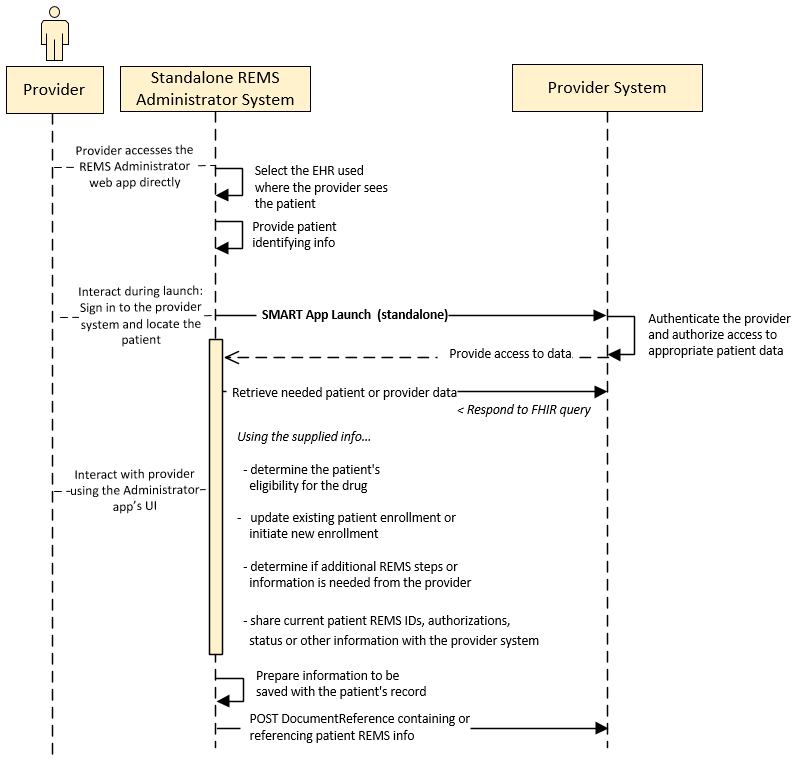 Provider
Standalone REMS
Administrator System
Provider System
Provider accesses the
REMS Administrator
web app directly
Select the EHR used
where the provider sees
the patient
Provide patient
identifying info
Interact during launch:
Sign in to the provider
system and locate the
patient
SMART App Launch (standalone)
Authenticate the provider
and authorize access to
appropriate patient data
Provide access to data
Retrieve needed patient or provider data
< Respond to FHIR query
Using the supplied info...
Interact with provider
using the Administrator
app's UI
- determine the patient's
eligibility for the drug
- update existing patient enrollment or
initiate new enrollment
- determine if additional REMS steps or
information is needed from the provider
- share current patient REMS IDs, authorizations,
status or other information with the provider system
Prepare information to be
saved with the patient's record
POST DocumentReference containing or
referencing patient REMS info